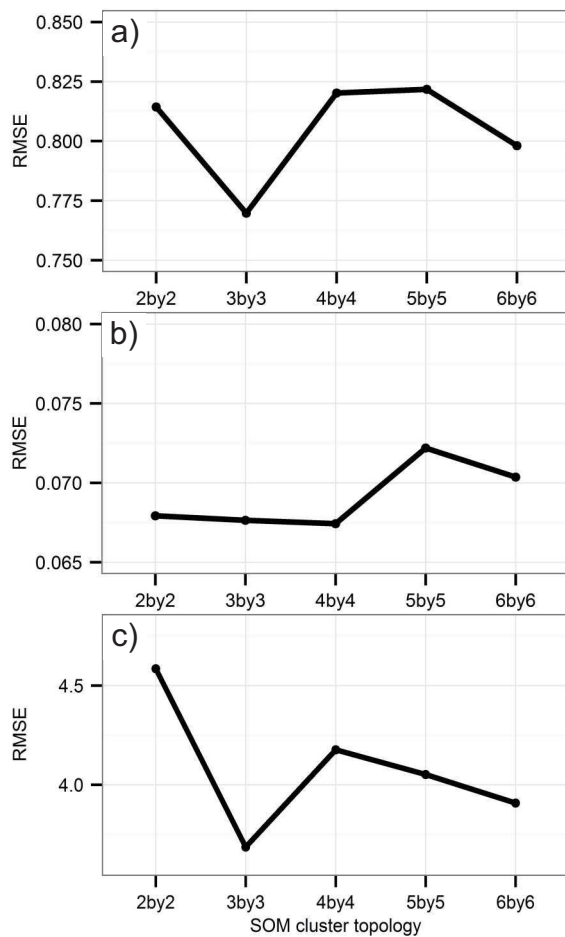 a)
0.850
0.825
0.800
0.775
0.750
RMSE
2by2 3by3 4by4 5by5 6by6
b)
0.080
0.075
0.070
0.065
RMSE
2by2 3by3 4by4 5by5 6by6
c)
4.5
4.0
RMSE
2by2 3by3 4by4 5by5 6by6
SOM cluster topology